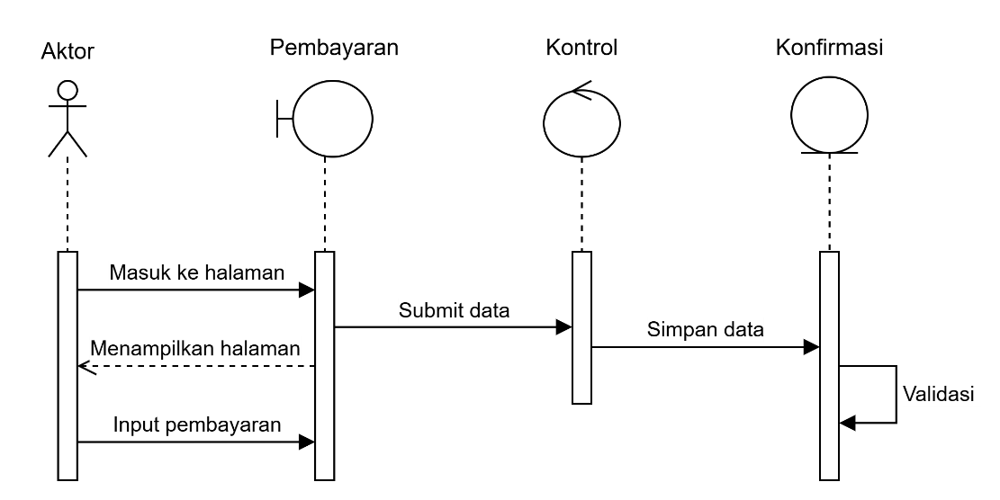 Aktor
Pembayaran
Kontrol
Konfirmasi
Masuk ke halaman
Submit data
Simpan data
Menampilkan halaman
Validasi
Input pembayaran